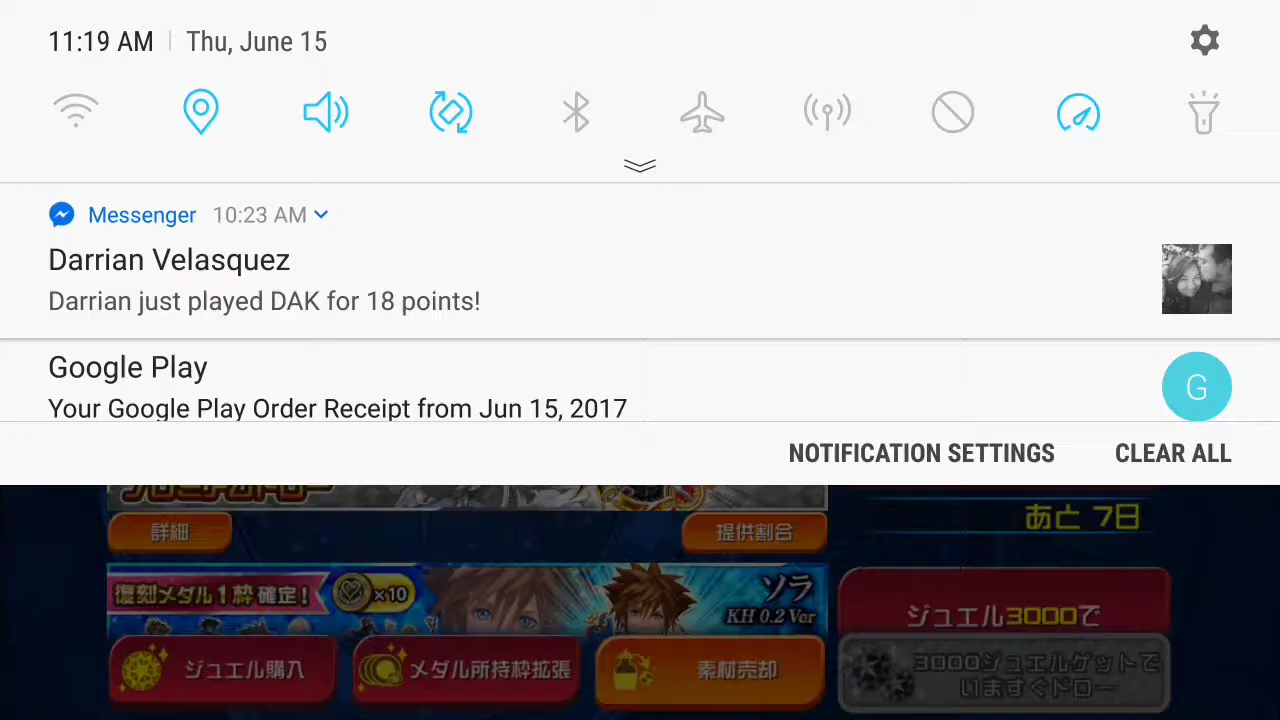 11:19 AM Thu, June 15
Messenger 10:23 AM
Darrian Velasquez
Darrian just played DAK for 18 points!
Google Play
G
Your Google Play Order Receipt from Jun 15, 2017
NOTIFICATION SETTINGS CLEAR ALL
あと 7日
詳細
提供割合
復刻メダル1枠確定!
×10
ソラ
KH 0.2 Ver
ジュエル3000で
ジュエル購入
メダル所持枠拡張
素材売却
3000ジュエルゲットで
いますぐドロー